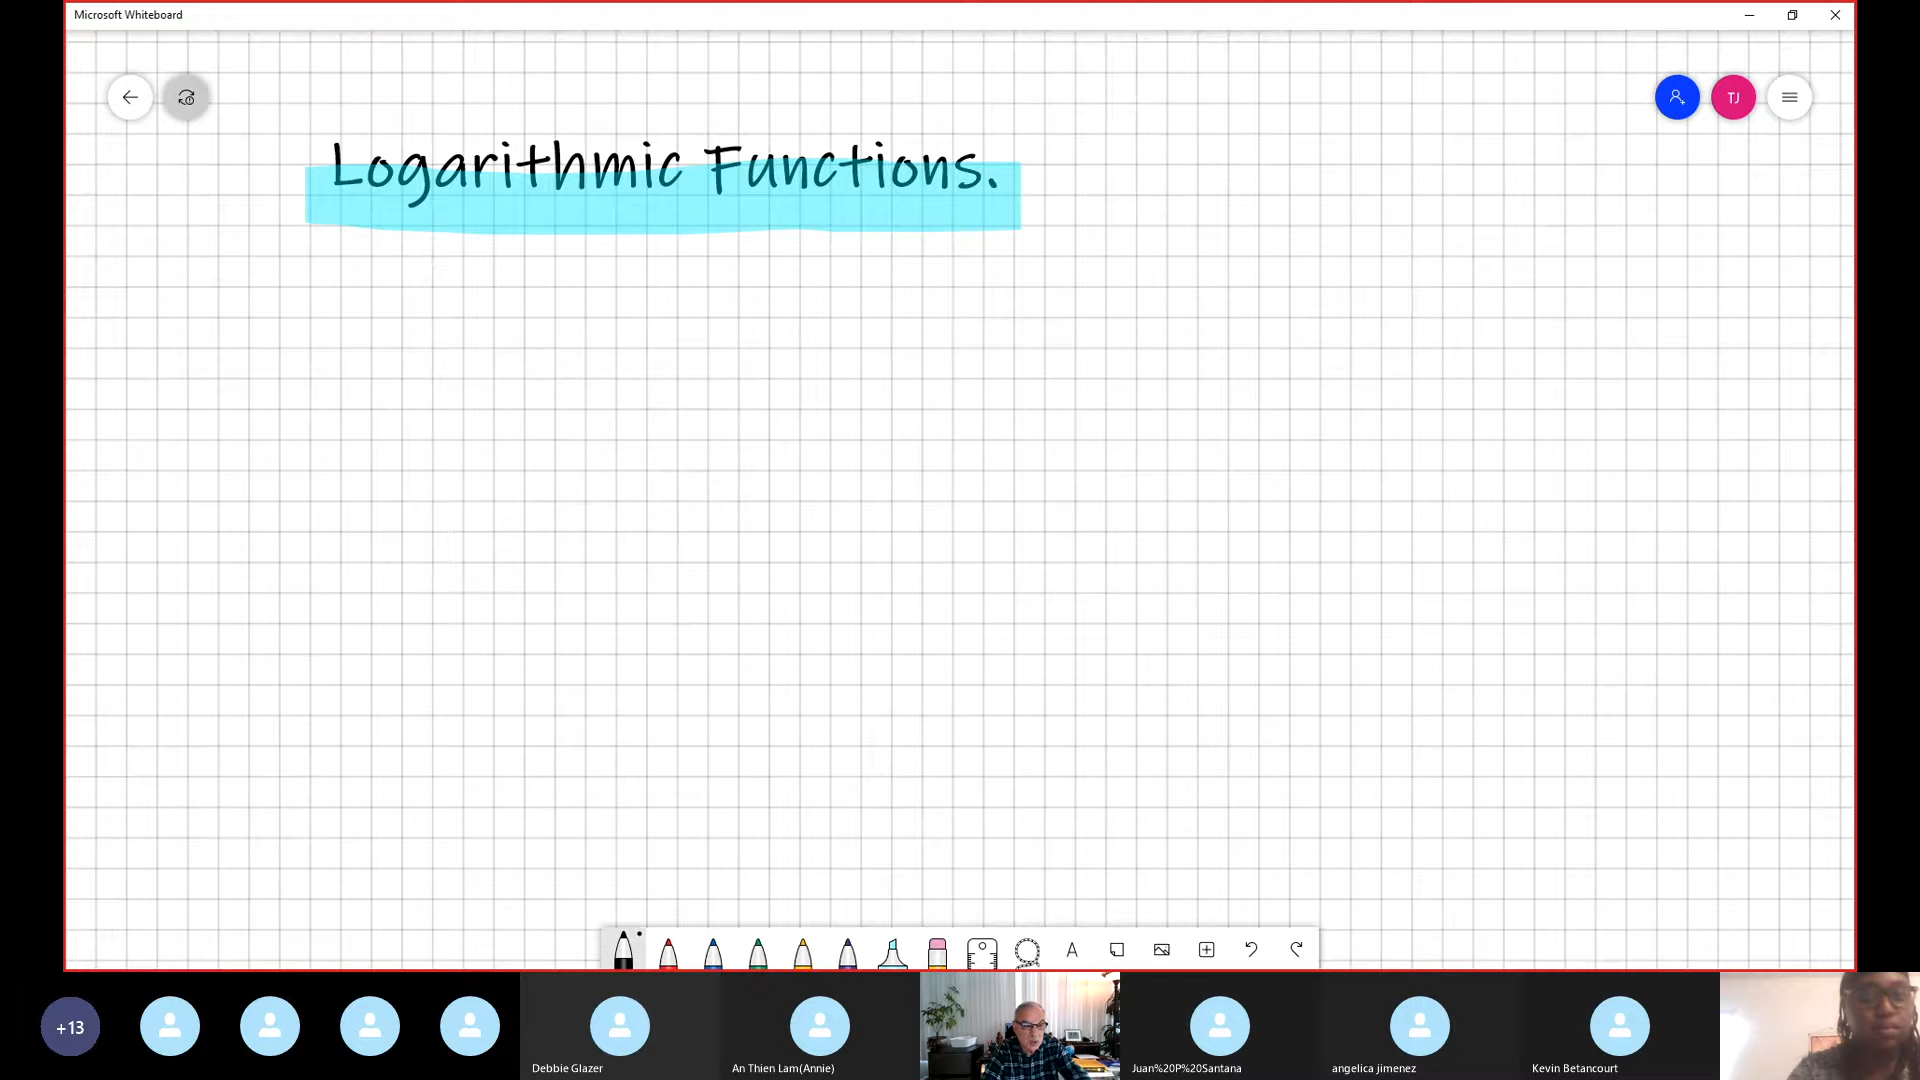 Microsoft Whiteboard
TJ
Logarithmic Functions.
A
+13
Debbie Glazer
An Thien Lam(Annie)
Juan%20P%20Santana
angelica jimenez
Kevin Betancourt